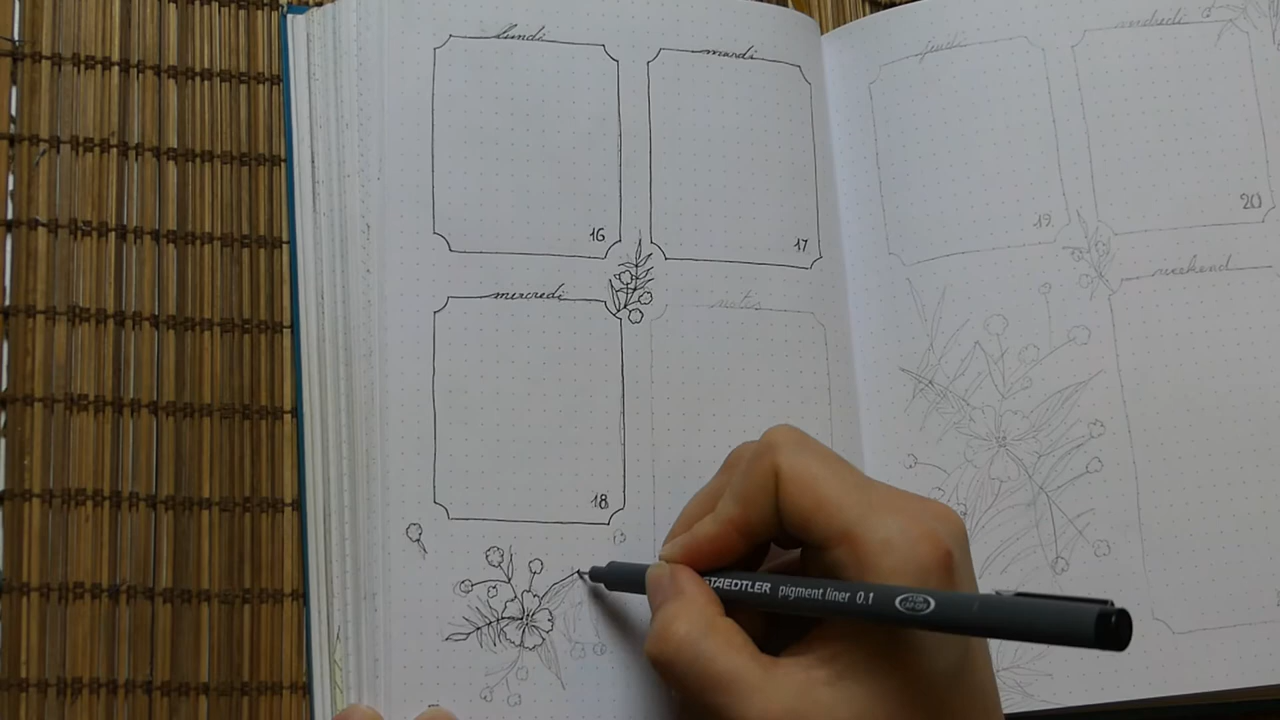 lundi
mardi
16
17
mercredi
notes
18
jeudi
vendredi
19
20
weekend
STAEDTLER pigment liner 0.1